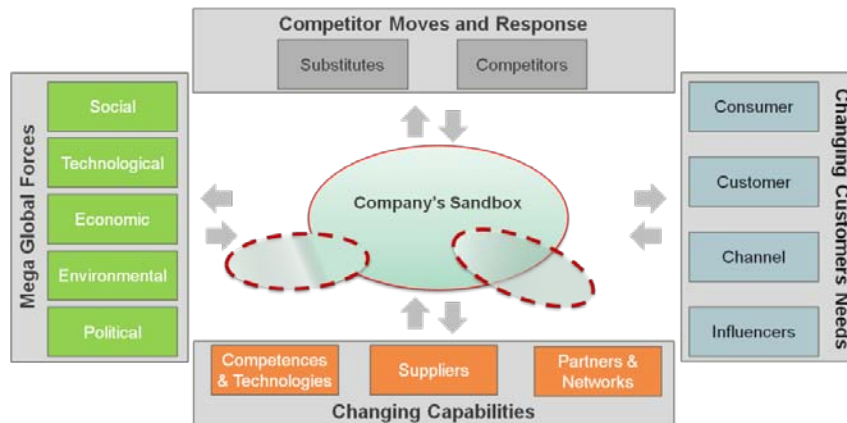 Competitor Moves and Response
Substitutes
Competitors
Mega Global Forces
Social
Technological
Economic
Environmental
Political
Company's Sandbox
Consumer
Customer
Channel
Influencers
Changing Customers Needs
Competences
& Technologies
Suppliers
Partners &
Networks
Changing Capabilities